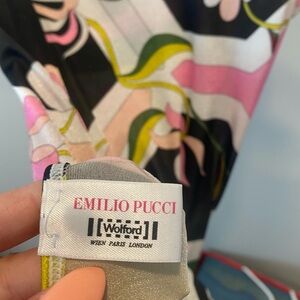 EMILIO PUCCI
[Wolford]
WIEN PARIS LONDON